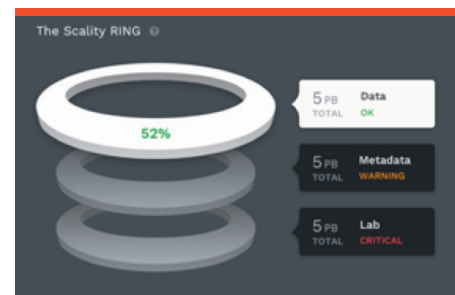 The Scality RING
52%
5 PB Data
TOTAL OK
5 PB Metadata
TOTAL WARNING
5 PB Lab
TOTAL CRITICAL